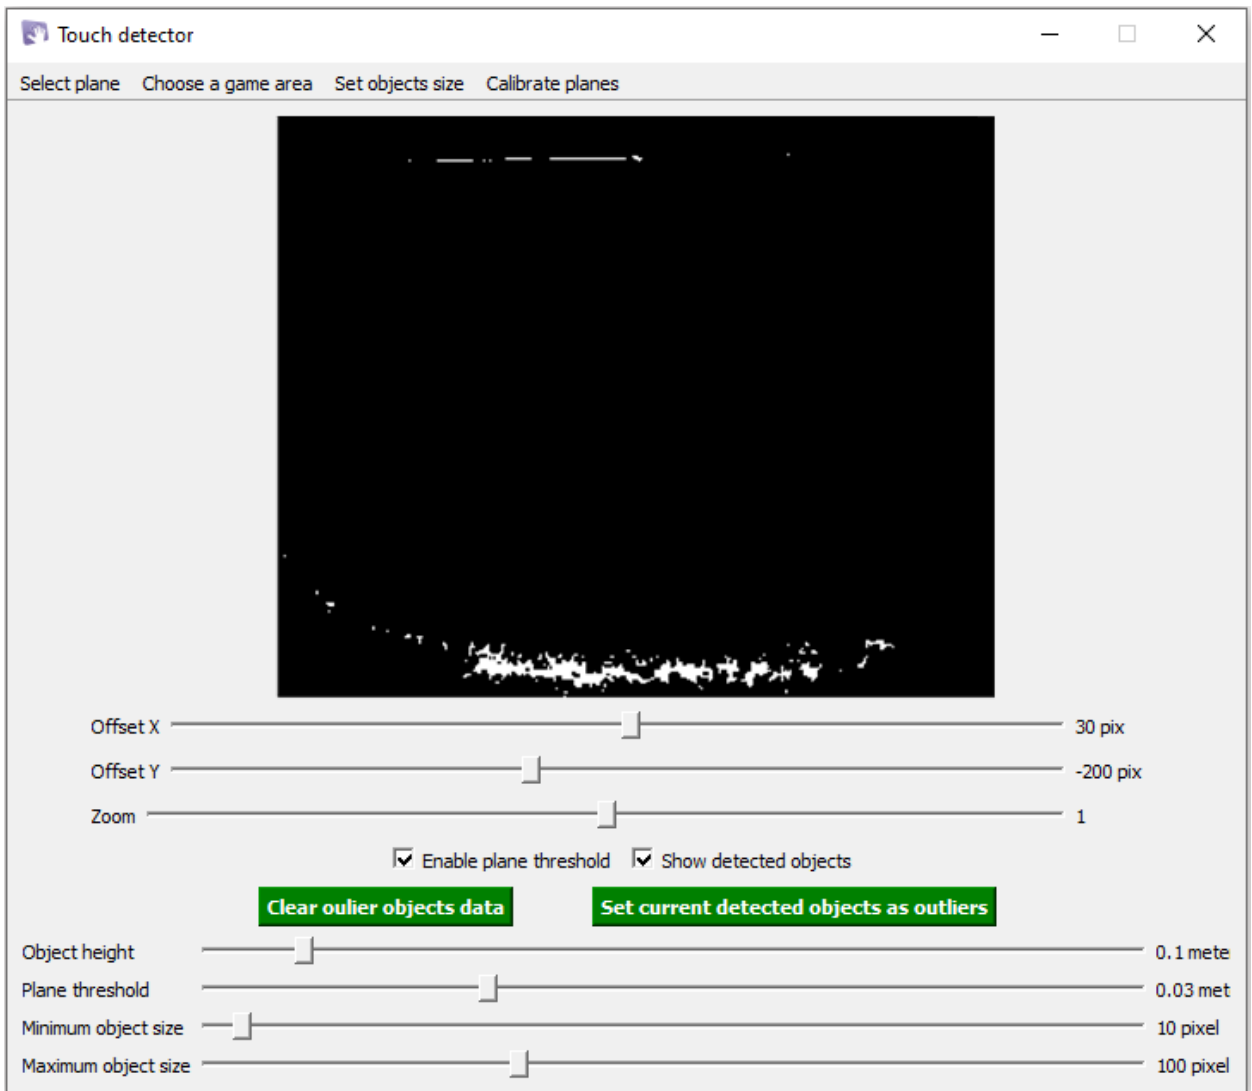 Touch detector
Select plane Choose a game area Set objects size Calibrate planes
Offset X 30 pix
Offset Y -200 pix
Zoom 1
Enable plane threshold Show detected objects
Clear oulier objects data Set current detected objects as outliers
Object height 0.1 mete
Plane threshold 0.03 met
Minimum object size 10 pixel
Maximum object size 100 pixel